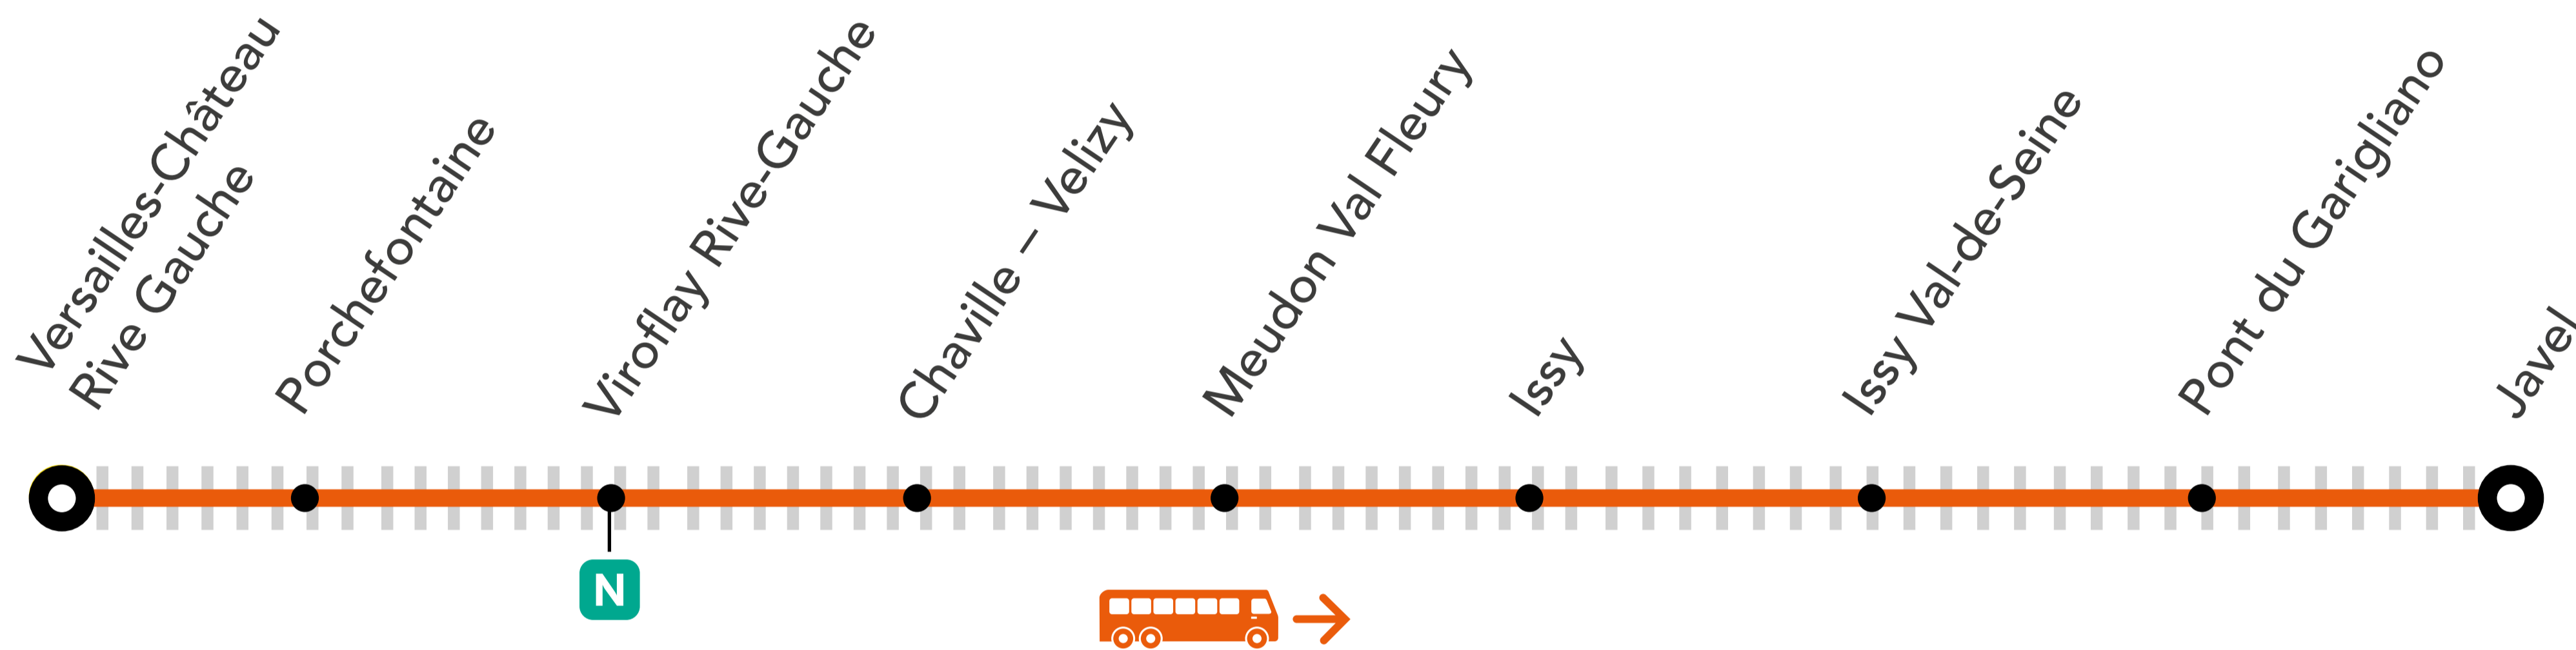 Versailles-Château
Rive Gauche
Porchefontaine
Viroflay Rive-Gauche
Chaville – Velizy
Meudon Val Fleury
Issy
Issy Val-de-Seine
Pont du Garigliano
Javel
N